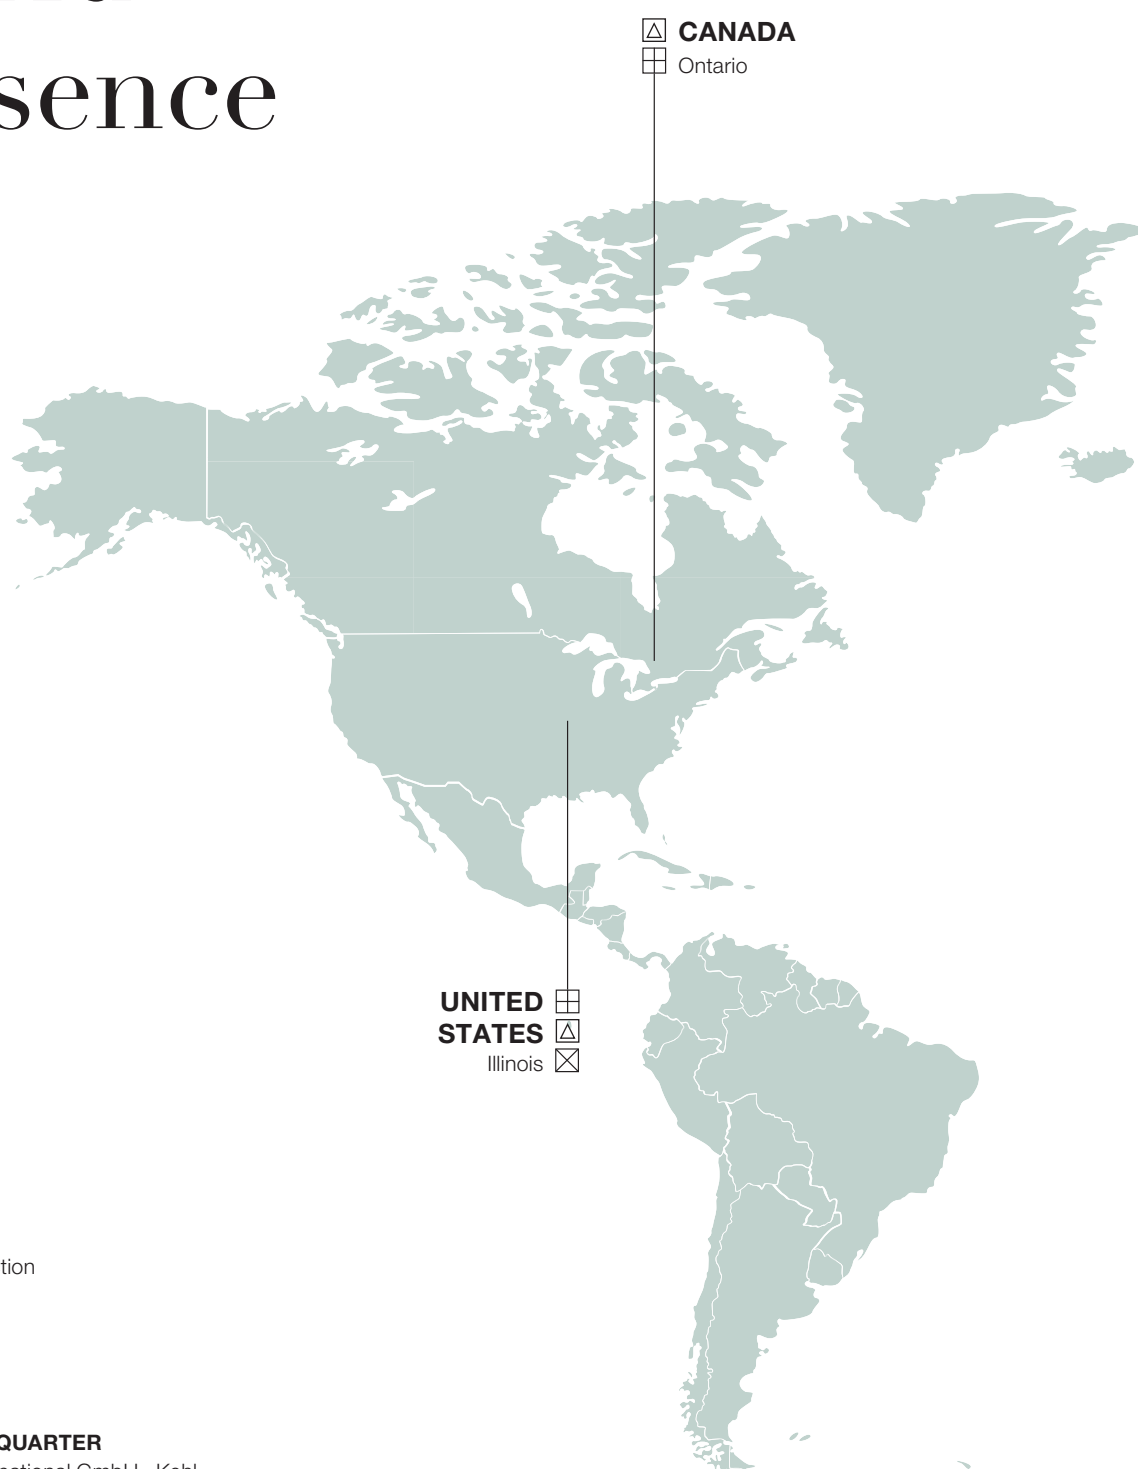 sence
CANADA
Ontario
UNITED
STATES
Illinois
tion
QUARTER